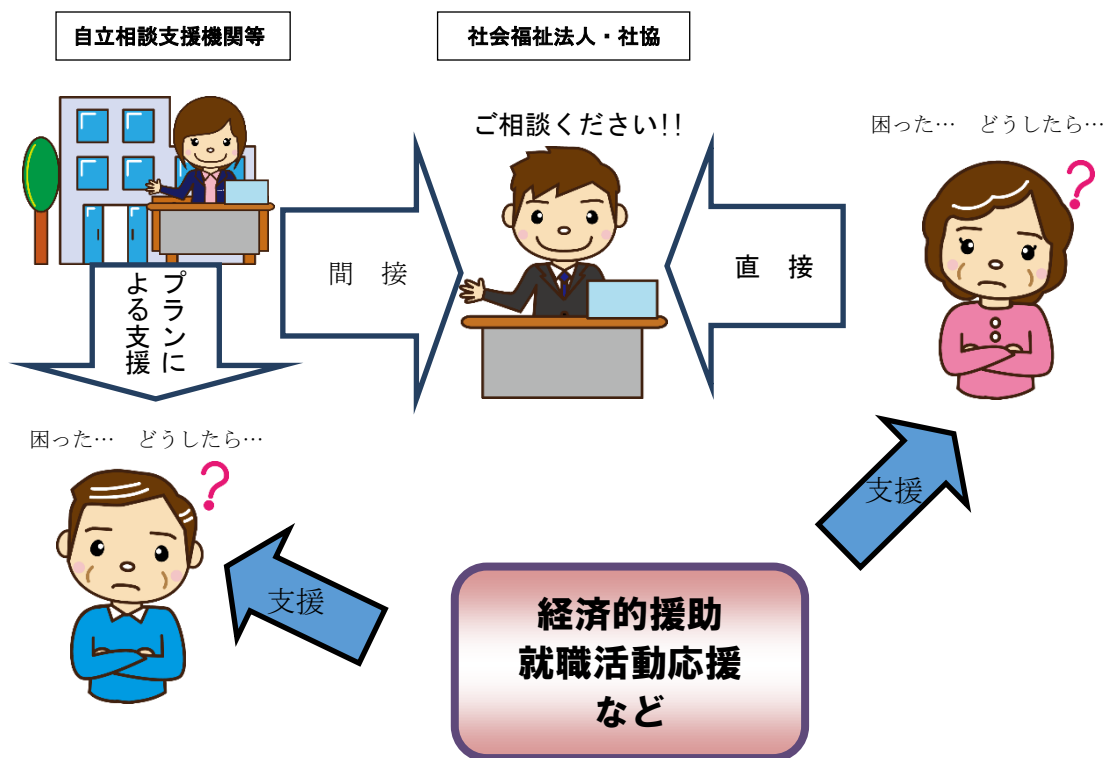 自立相談支援機関等
社会福祉法人・社協
ご相談ください!!
困った… どうしたら…
?
間 接
直 接
プランに
よる支援
困った… どうしたら…
?
支援
支援
経済的援助
就職活動応援
など